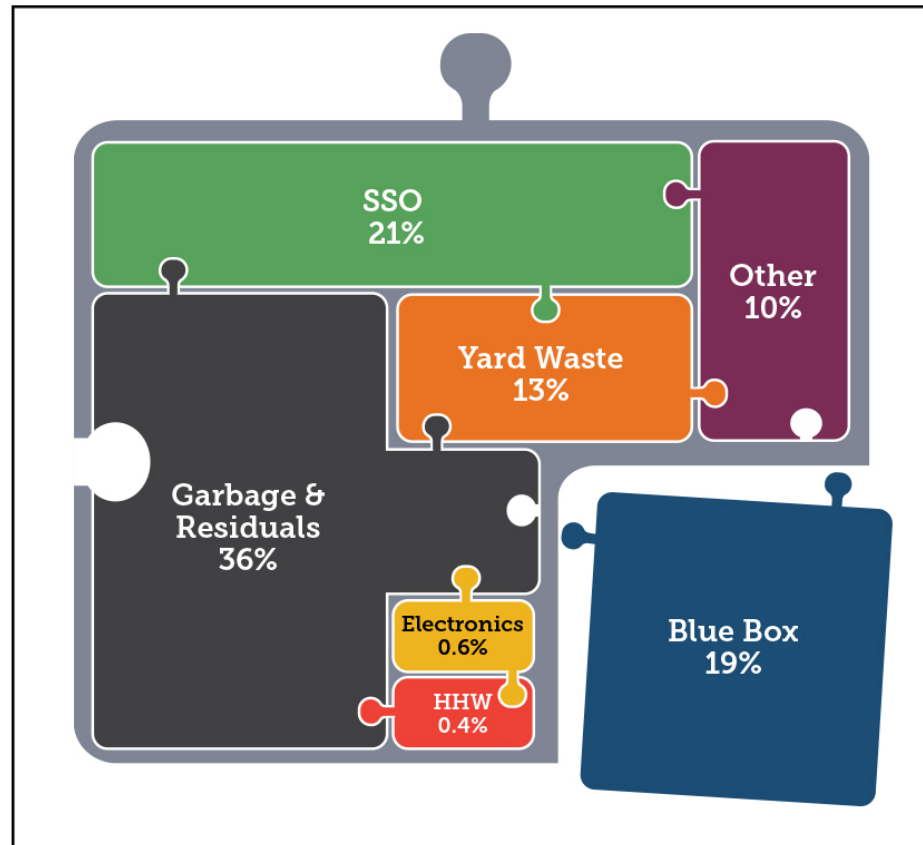 SSO
21%
Other
10%
Yard Waste
13%
Garbage &
Residuals
36%
Electronics
0.6%
HHW
0.4%
Blue Box
19%